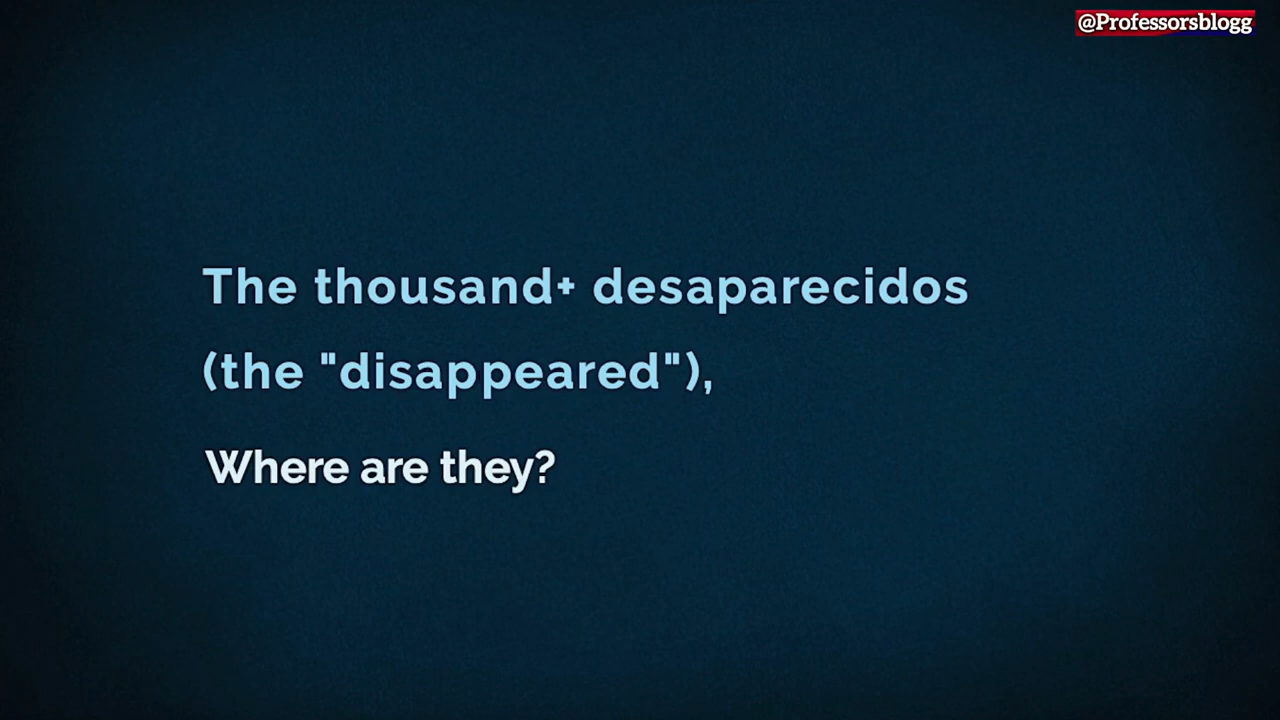 @Professorsblogg
The thousand+ desaparecidos
(the "disappeared"),
Where are they?